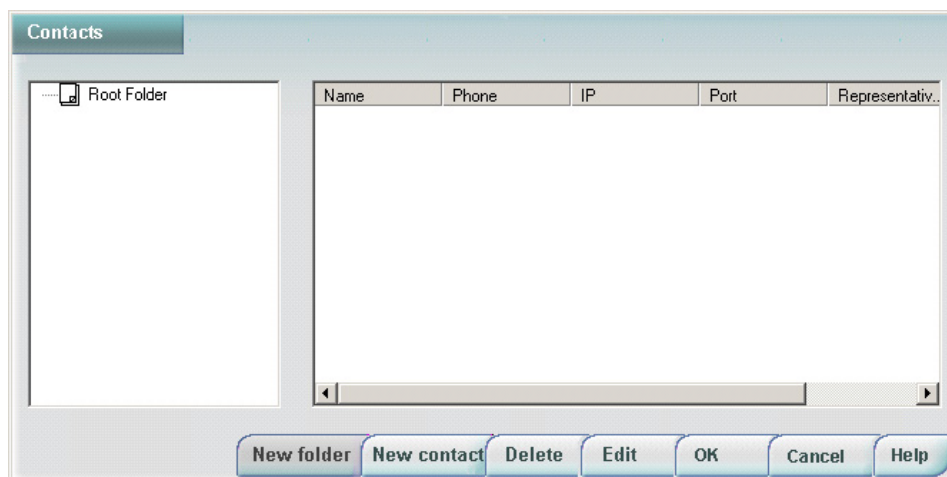 Contacts
Root Folder
Name Phone IP Port Representativ..
New folder New contact Delete Edit OK Cancel Help